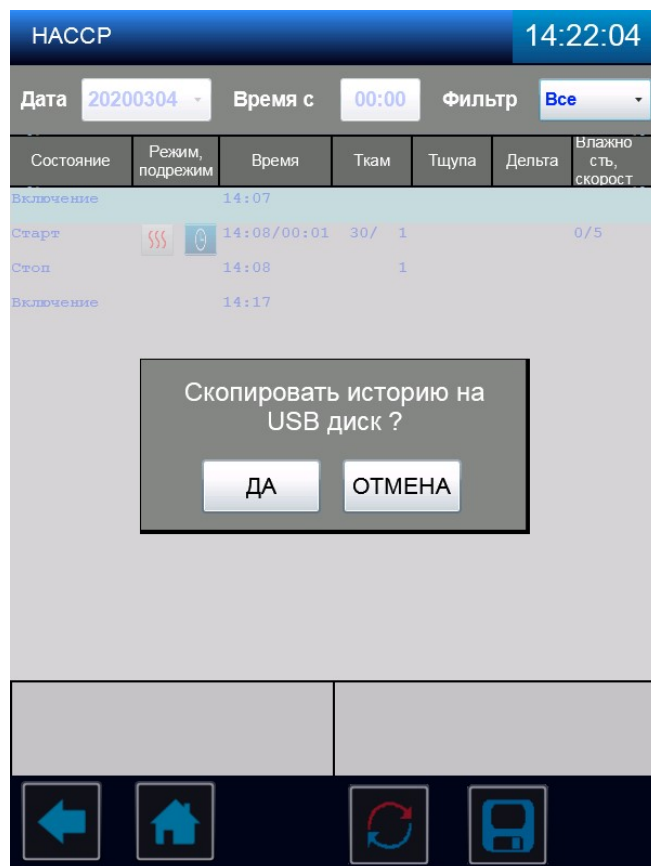 HACCP 14:22:04
Дата 20200304 Время с 00:00 Фильтр Все
Состояние Режим, подрежим Время Ткам Тщупа Дельта Влажно сть, скорост
Включение 14:07
Старт 14:08/00:01 30/ 1 0/5
Стоп 14:08 1
Включение 14:17
Скопировать историю на
USB диск ?
ДА ОТМЕНА